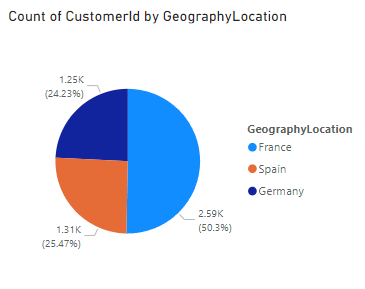 Count of CustomerId by GeographyLocation
1.25K
(24.23%)
GeographyLocation
France
Spain
Germany
2.59K
(50.3%)
1.31K
(25.47%)